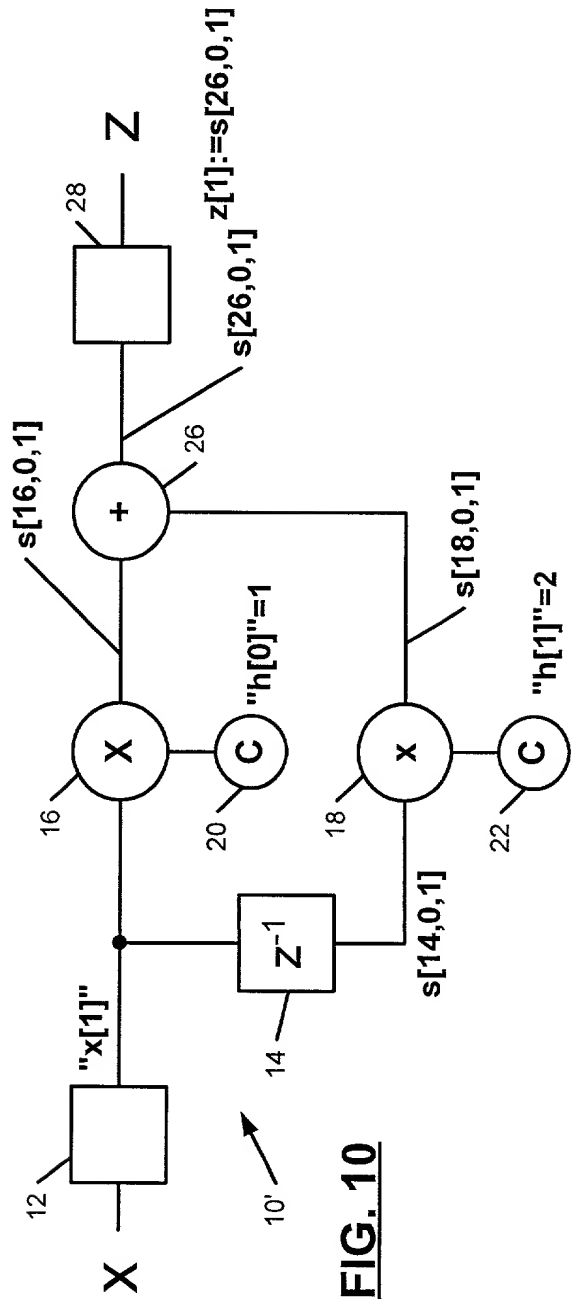 X
12
"x[1]"
10'
14
Z⁻¹
s[14,0,1]
16
X
20
C
"h[0]"=1
18
x
22
C
"h[1]"=2
s[16,0,1]
+
26
s[18,0,1]
s[26,0,1]
28
Z
z[1]:=s[26,0,1]
FIG. 10